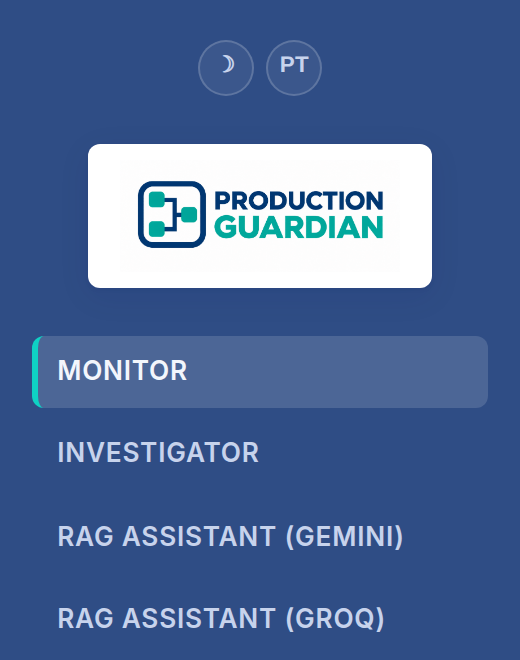 PT
PRODUCTION
GUARDIAN
MONITOR
INVESTIGATOR
RAG ASSISTANT (GEMINI)
RAG ASSISTANT (GROQ)